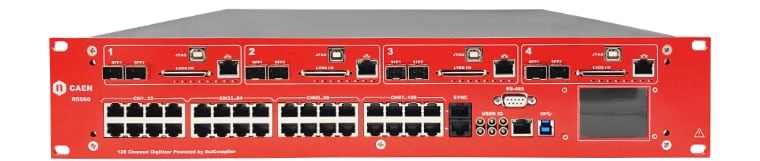 1
SFP1 SFP2
JTAG
LVDS I/O
2
SFP1 SFP2
JTAG
LVDS I/O
3
SFP1 SFP2
JTAG
LVDS I/O
4
SFP1 SFP2
JTAG
LVDS I/O
CAEN
R5560
CH1..32
CH33..64
CH65..96
CH97..128
SYNC
RS-485
USER IO
128 Channel Digitizer Powered by SciCompiler